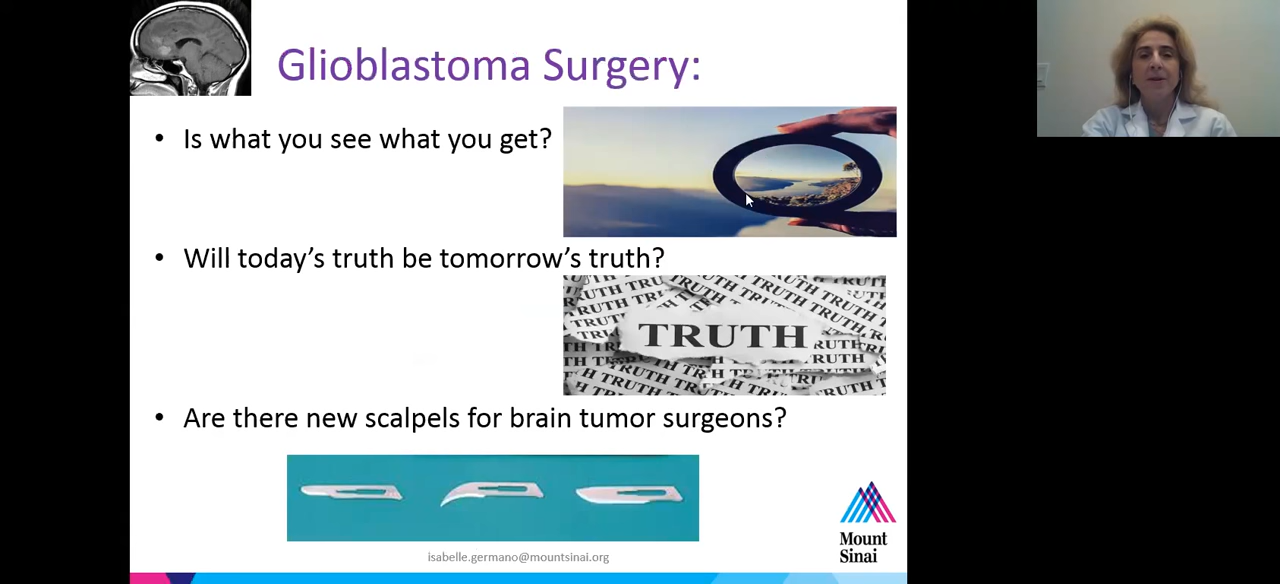 Glioblastoma Surgery:
• Is what you see what you get?
• Will today's truth be tomorrow's truth?
TRUTH
• Are there new scalpels for brain tumor surgeons?
Mount
Sinai
isabelle.germano@mountsinai.org